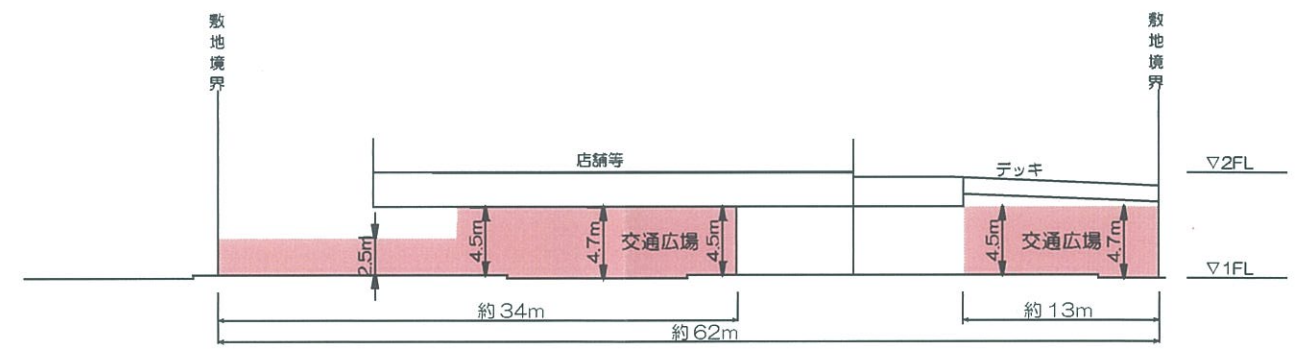 敷地境界
敷地境界
店舗等
デッキ
▽2FL
2.5m
4.5m
4.7m
交通広場
4.5m
4.5m
交通広場
4.7m
▽1FL
約34m
約13m
約62m